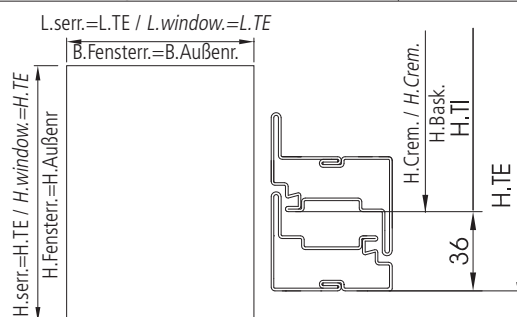 L.serr.=L.TE / L.window.=L.TE
B.Fensterr.=B.Außenr.
H.serr.=H.TE / H.window.=H.TE
H.Fensterr.=H.Außenr
H.Crem. / H.Crem.
H.Bask.
H.TI
H.TE
36